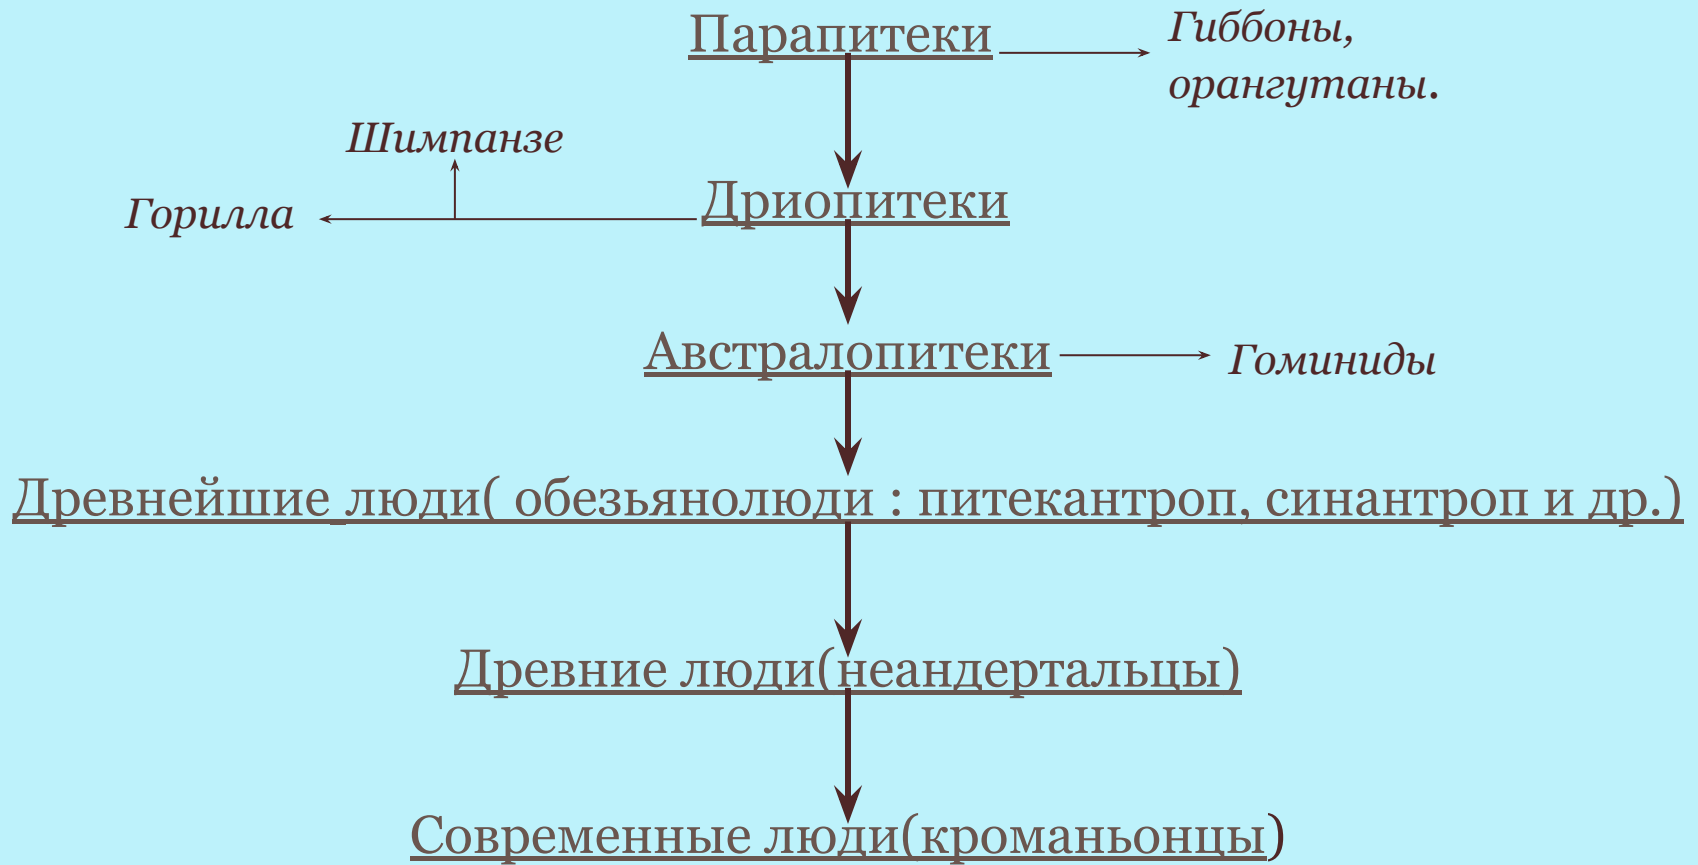 Парапитеки
Гиббоны,
орангутаны.
Шимпанзе
Дриопитеки
Горилла
Австралопитеки
Гоминиды
Древнейшие люди( обезьянолюди : питекантроп, синантроп и др.)
Древние люди(неандертальцы)
Современные люди(кроманьонцы)